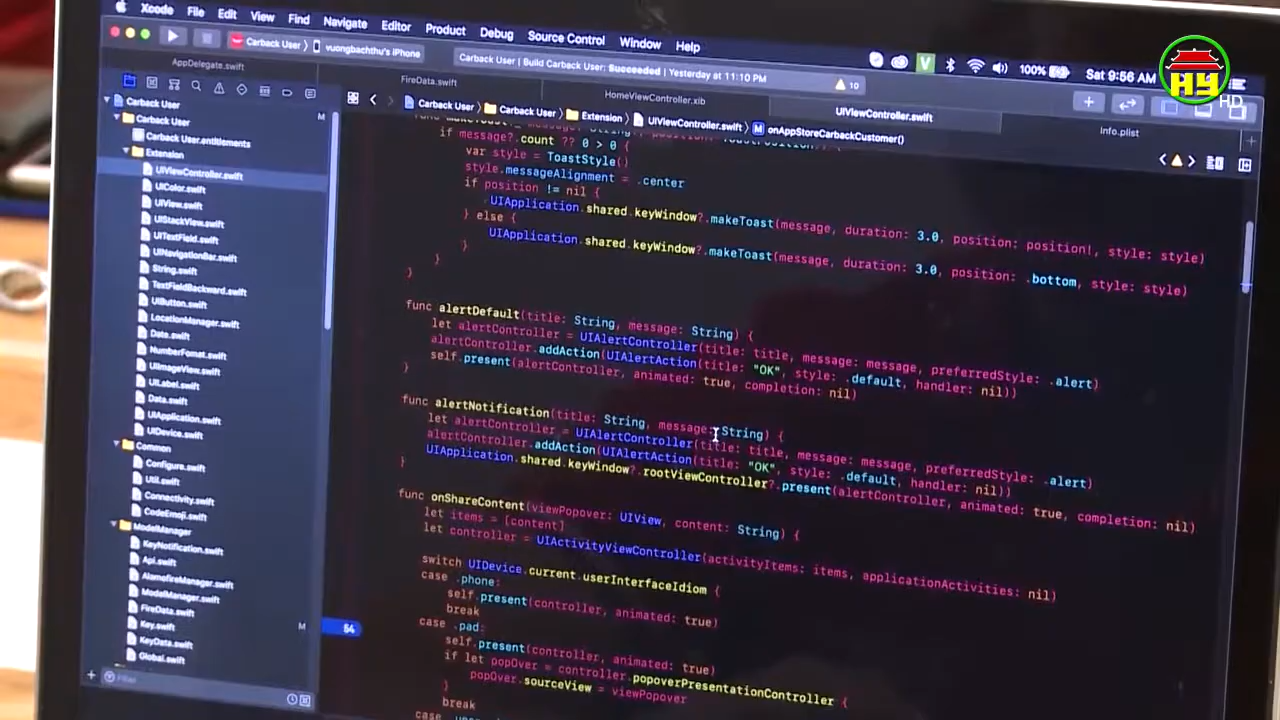 Xcode File Edit View Find Navigate Editor Product Debug Source Control Window Help
100% Sat 9:56 AM
Carback User 〉 vuongbachthu's iPhone
Carback User | Build Carback User: Succeeded | Yesterday at 11:10 PM
10
HY
HD
AppDelegate.swift
FireData.swift
HomeViewController.xib
UIViewController.swift
Info.plist
Carback User 〉 Carback User 〉 Extension 〉 UIViewController.swift 〉 M onAppStoreCarbackCustomer()
Carback User M
Carback User
Carback User.entitlements
Extension
UIViewController.swift
UIColor.swift
UIView.swift
UIStackView.swift
UITextField.swift
UINavigationBar.swift
String.swift
TextFieldBackward.swift
UIButton.swift
LocationManager.swift
Date.swift
NumberFomat.swift
UIImageView.swift
UILabel.swift
Data.swift
UIApplication.swift
UIDevice.swift
Common
Configure.swift
Util.swift
Connectivity.swift
CodeEmoji.swift
ModelManager
KeyNotification.swift
Api.swift
AlamofireManager.swift
ModelManager.swift
FireData.swift
Key.swift M
KeyData.swift
Global.swift
Filter
if message?.count ?? 0 > 0 {
var style = ToastStyle()
style.messageAlignment = .center
if position != nil {
UIApplication.shared.keyWindow?.makeToast(message, duration: 3.0, position: position!, style: style)
} else {
UIApplication.shared.keyWindow?.makeToast(message, duration: 3.0, position: .bottom, style: style)
}
}
}
func alertDefault(title: String, message: String) {
let alertController = UIAlertController(title: title, message: message, preferredStyle: .alert)
alertController.addAction(UIAlertAction(title: "OK", style: .default, handler: nil))
self.present(alertController, animated: true, completion: nil)
}
func alertNotification(title: String, message: String) {
let alertController = UIAlertController(title: title, message: message, preferredStyle: .alert)
alertController.addAction(UIAlertAction(title: "OK", style: .default, handler: nil))
UIApplication.shared.keyWindow?.rootViewController?.present(alertController, animated: true, completion: nil)
}
func onShareContent(viewPopover: UIView, content: String) {
let items = [content]
let controller = UIActivityViewController(activityItems: items, applicationActivities: nil)
switch UIDevice.current.userInterfaceIdiom {
case .phone:
self.present(controller, animated: true)
break
54
case .pad:
self.present(controller, animated: true)
if let popOver = controller.popoverPresentationController {
popOver.sourceView = viewPopover
}
break